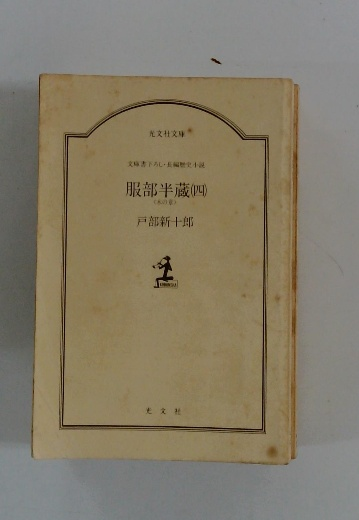 光文社文庫
文庫書下ろし・長編歴史小説
服部半蔵(四)
戸部新十郎
光文社